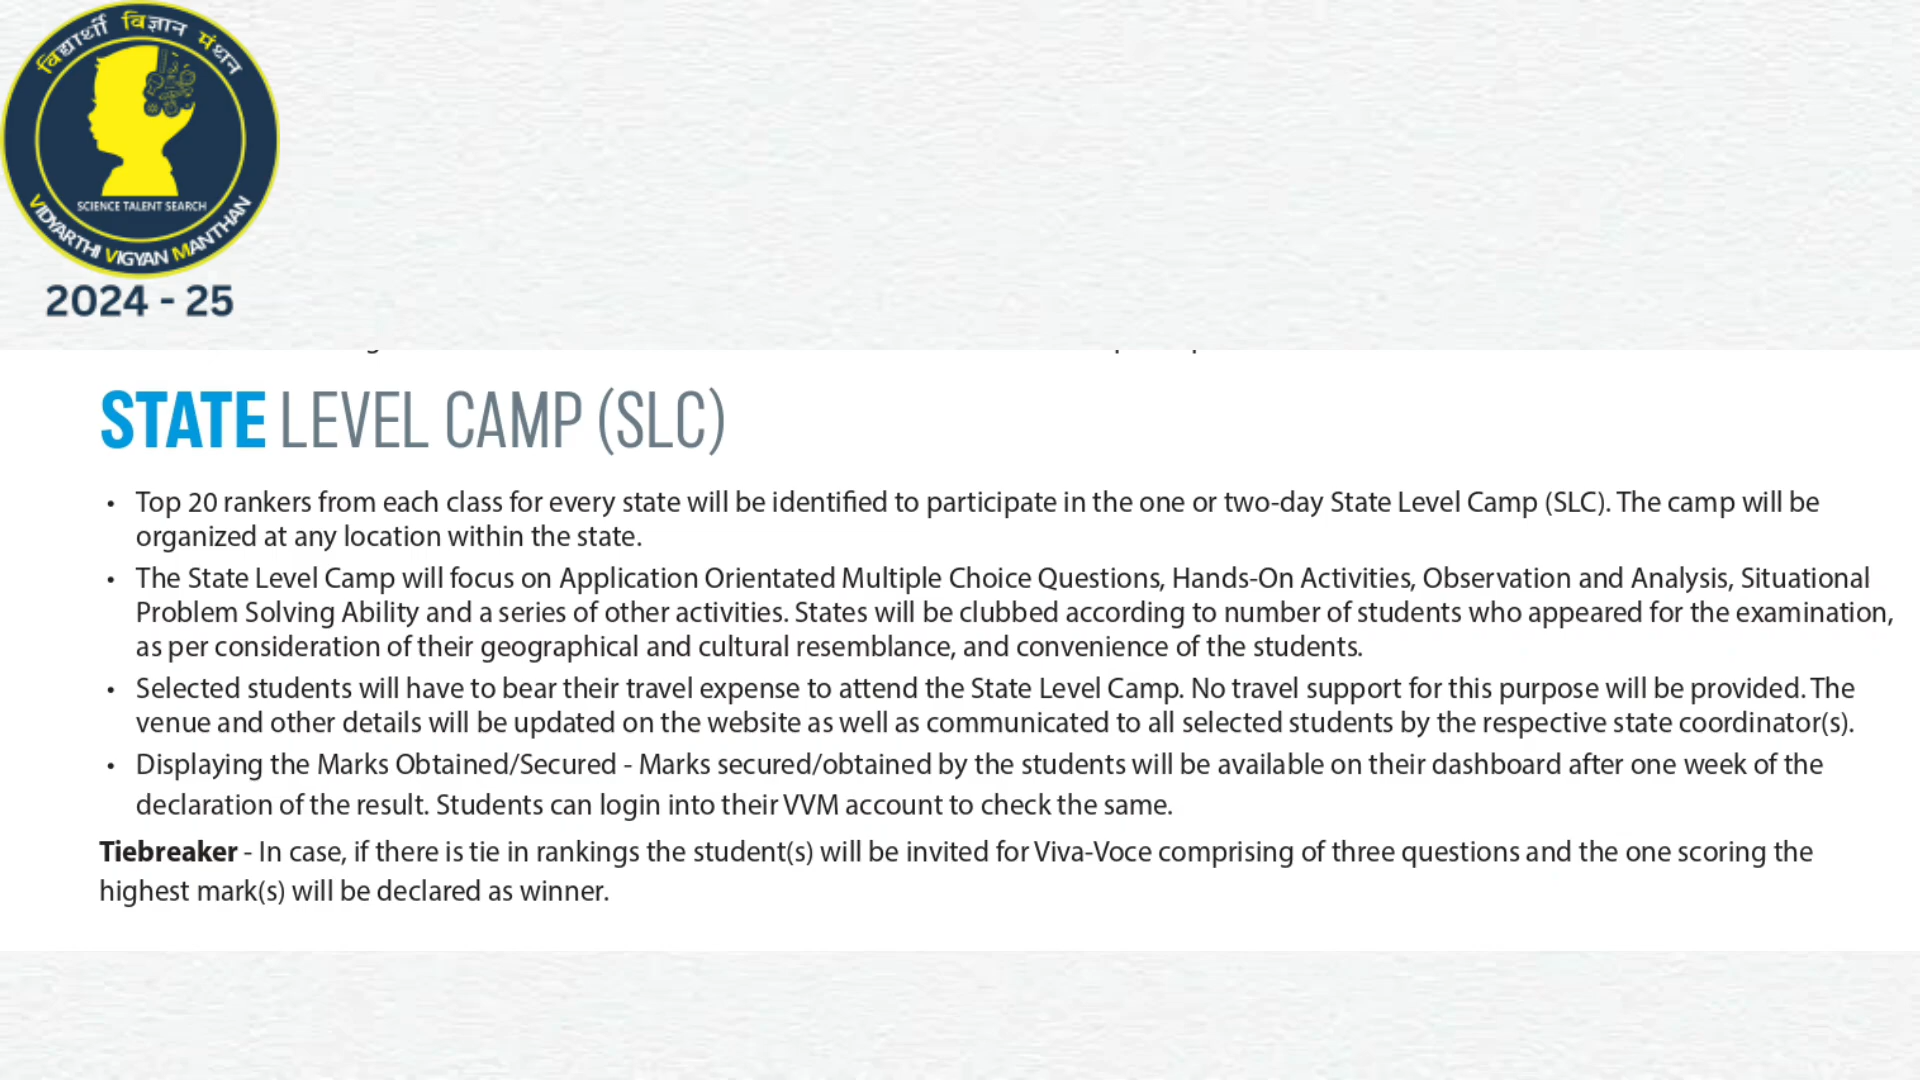 विद्यार्थी विज्ञान मंथन
SCIENCE TALENT SEARCH
VIDYARTHI VIGYAN MANTHAN
2024 - 25
STATE LEVEL CAMP (SLC)
• Top 20 rankers from each class for every state will be identified to participate in the one or two-day State Level Camp (SLC). The camp will be
organized at any location within the state.
• The State Level Camp will focus on Application Orientated Multiple Choice Questions, Hands-On Activities, Observation and Analysis, Situational
Problem Solving Ability and a series of other activities. States will be clubbed according to number of students who appeared for the examination,
as per consideration of their geographical and cultural resemblance, and convenience of the students.
• Selected students will have to bear their travel expense to attend the State Level Camp. No travel support for this purpose will be provided. The
venue and other details will be updated on the website as well as communicated to all selected students by the respective state coordinator(s).
• Displaying the Marks Obtained/Secured - Marks secured/obtained by the students will be available on their dashboard after one week of the
declaration of the result. Students can login into their VVM account to check the same.
Tiebreaker - In case, if there is tie in rankings the student(s) will be invited for Viva-Voce comprising of three questions and the one scoring the
highest mark(s) will be declared as winner.